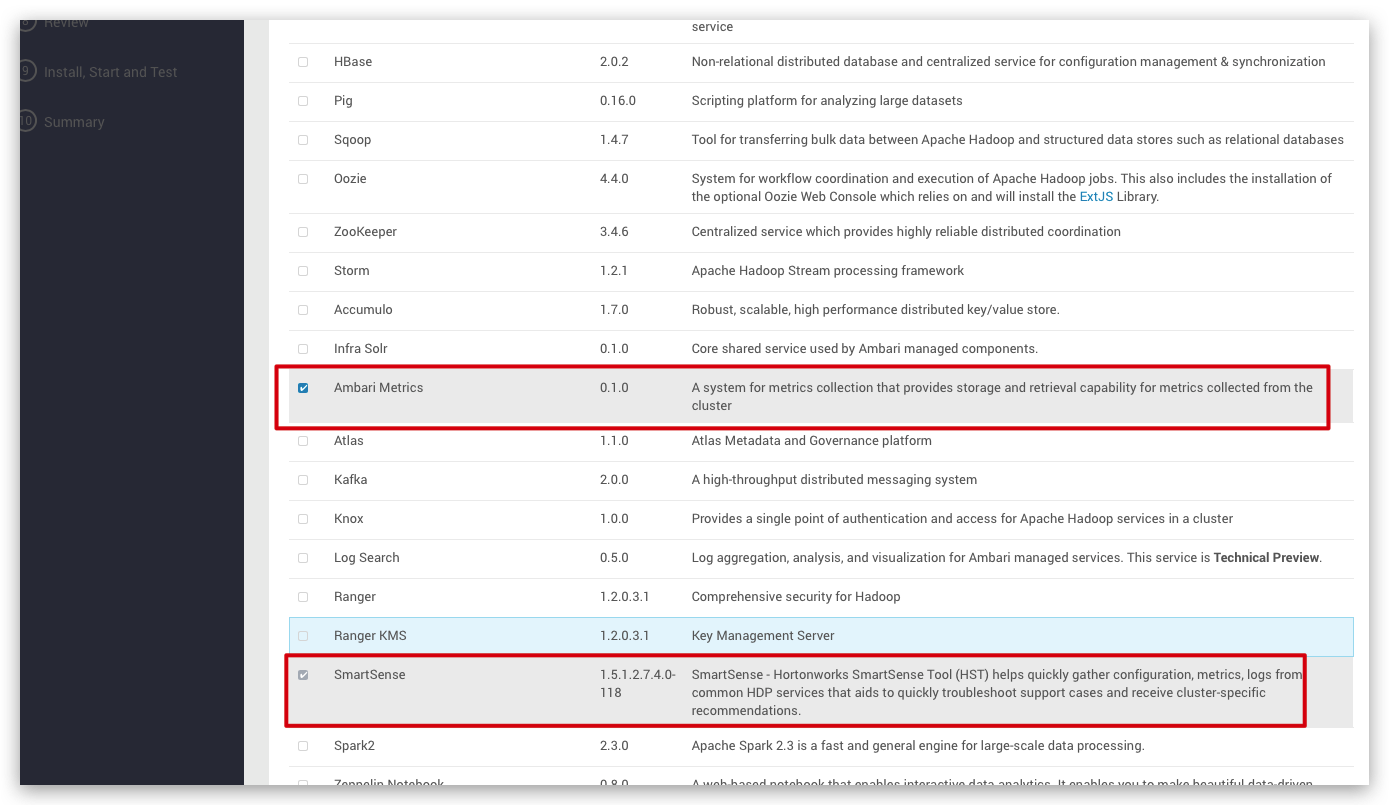 8 Review
9 Install, Start and Test
10 Summary
service
HBase 2.0.2 Non-relational distributed database and centralized service for configuration management & synchronization
Pig 0.16.0 Scripting platform for analyzing large datasets
Sqoop 1.4.7 Tool for transferring bulk data between Apache Hadoop and structured data stores such as relational databases
Oozie 4.4.0 System for workflow coordination and execution of Apache Hadoop jobs. This also includes the installation of
the optional Oozie Web Console which relies on and will install the ExtJS Library.
ZooKeeper 3.4.6 Centralized service which provides highly reliable distributed coordination
Storm 1.2.1 Apache Hadoop Stream processing framework
Accumulo 1.7.0 Robust, scalable, high performance distributed key/value store.
Infra Solr 0.1.0 Core shared service used by Ambari managed components.
Ambari Metrics 0.1.0 A system for metrics collection that provides storage and retrieval capability for metrics collected from the
cluster
Atlas 1.1.0 Atlas Metadata and Governance platform
Kafka 2.0.0 A high-throughput distributed messaging system
Knox 1.0.0 Provides a single point of authentication and access for Apache Hadoop services in a cluster
Log Search 0.5.0 Log aggregation, analysis, and visualization for Ambari managed services. This service is Technical Preview.
Ranger 1.2.0.3.1 Comprehensive security for Hadoop
Ranger KMS 1.2.0.3.1 Key Management Server
SmartSense 1.5.1.2.7.4.0- SmartSense - Hortonworks SmartSense Tool (HST) helps quickly gather configuration, metrics, logs from
118 common HDP services that aids to quickly troubleshoot support cases and receive cluster-specific
recommendations.
Spark2 2.3.0 Apache Spark 2.3 is a fast and general engine for large-scale data processing.
Zeppelin Notebook 0.8.0 A web-based notebook that enables interactive data analytics. It enables you to make beautiful data-driven